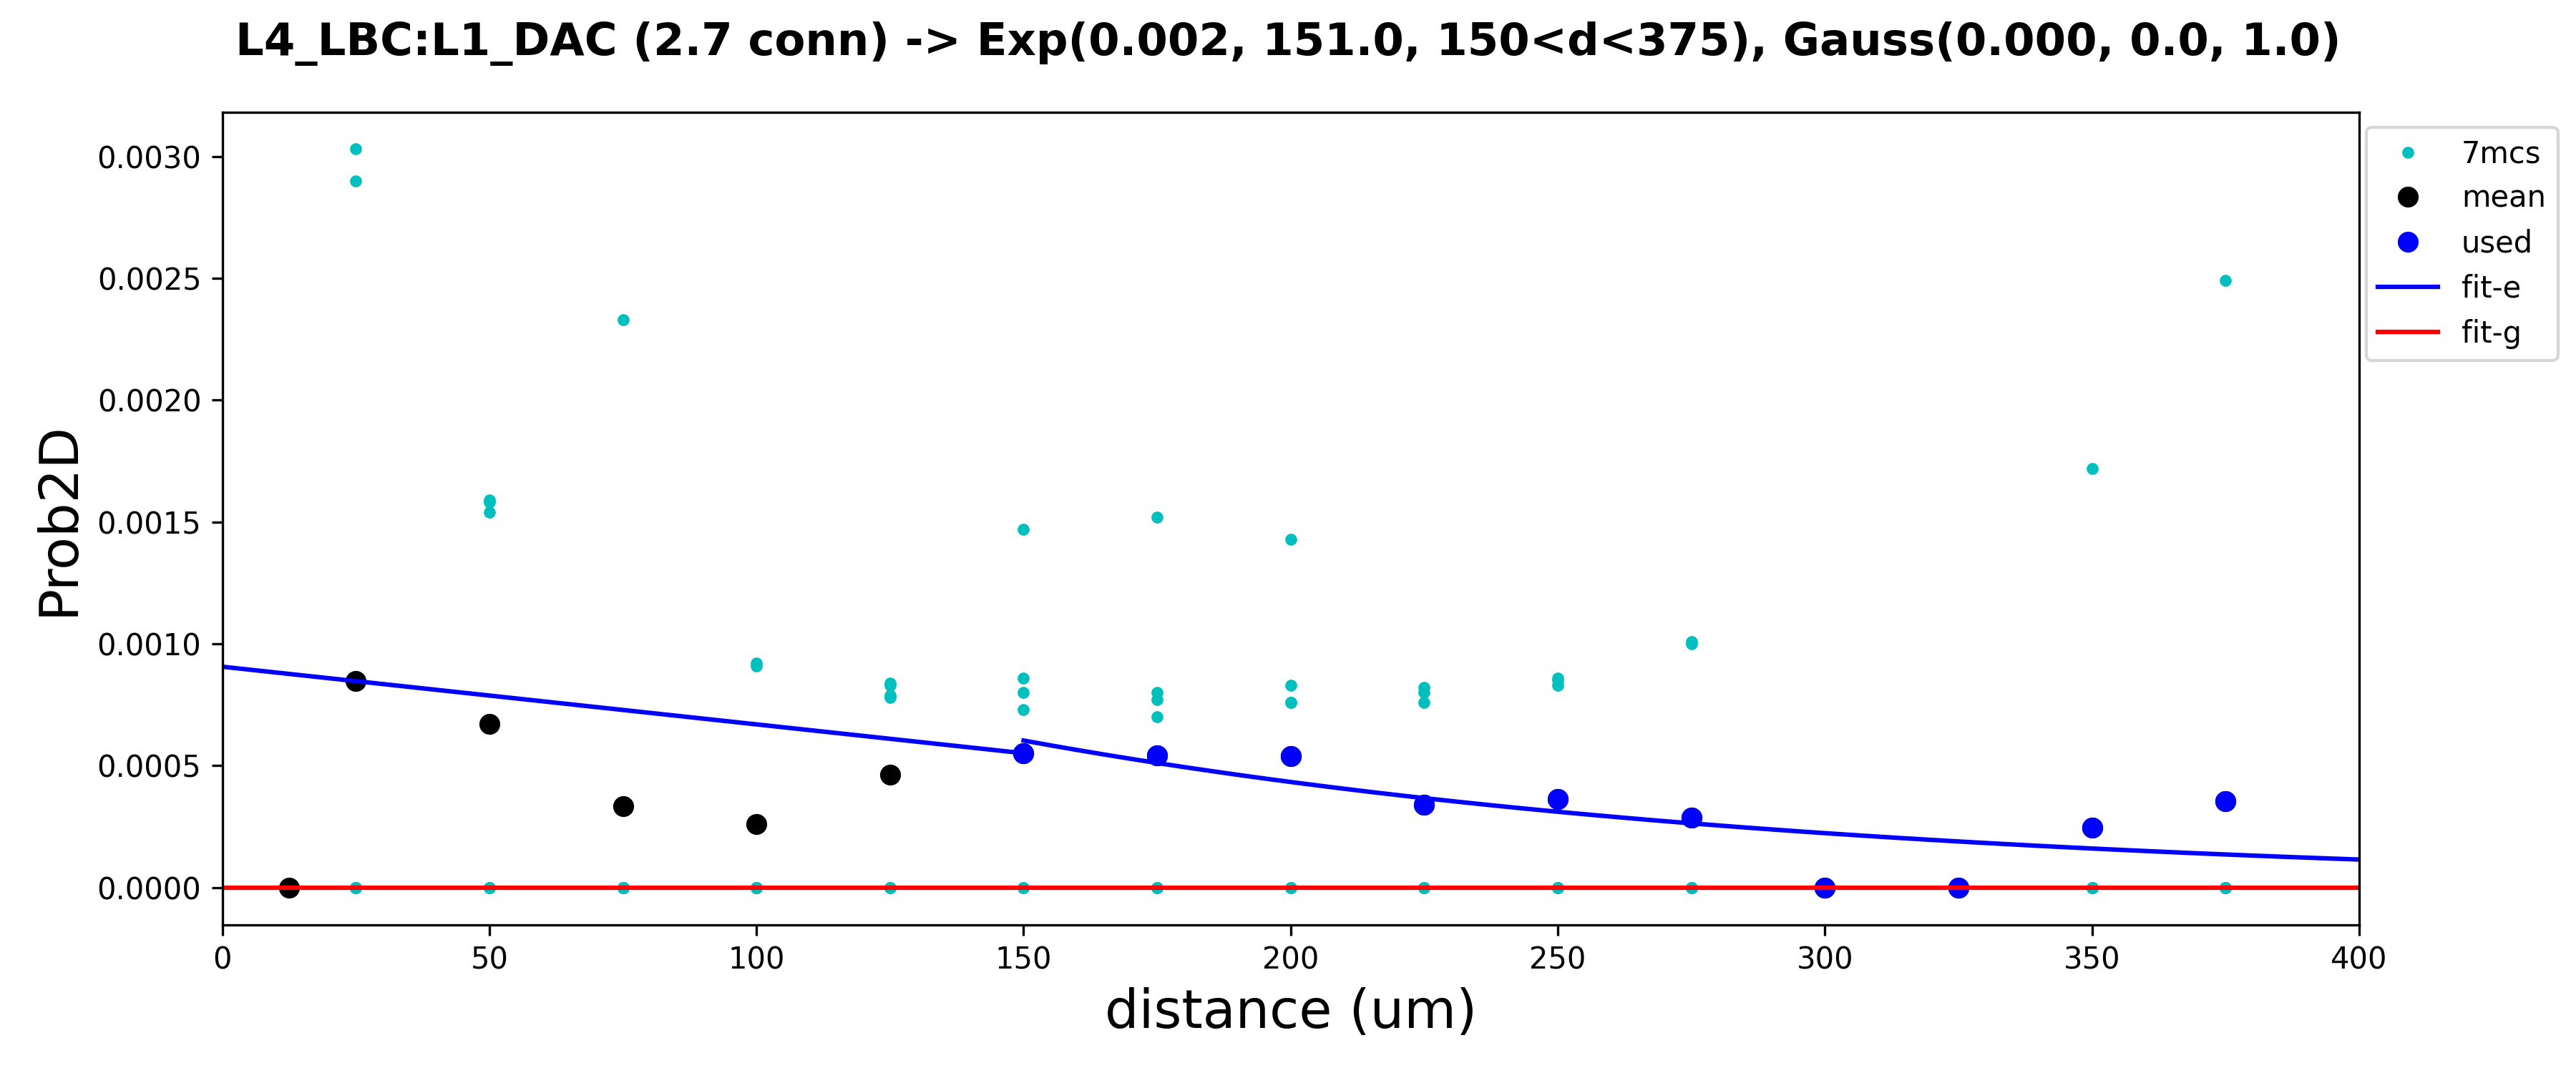 L4_LBC:L1_DAC (2.7 conn) -> Exp(0.002, 151.0, 150<d<375), Gauss(0.000, 0.0, 1.0)
0.0030
0.0025
0.0020
0.0015
0.0010
0.0005
0.0000
Prob2D
0 50 100 150 200 250 300 350 400
distance (um)
7mcs
mean
used
fit-e
fit-g